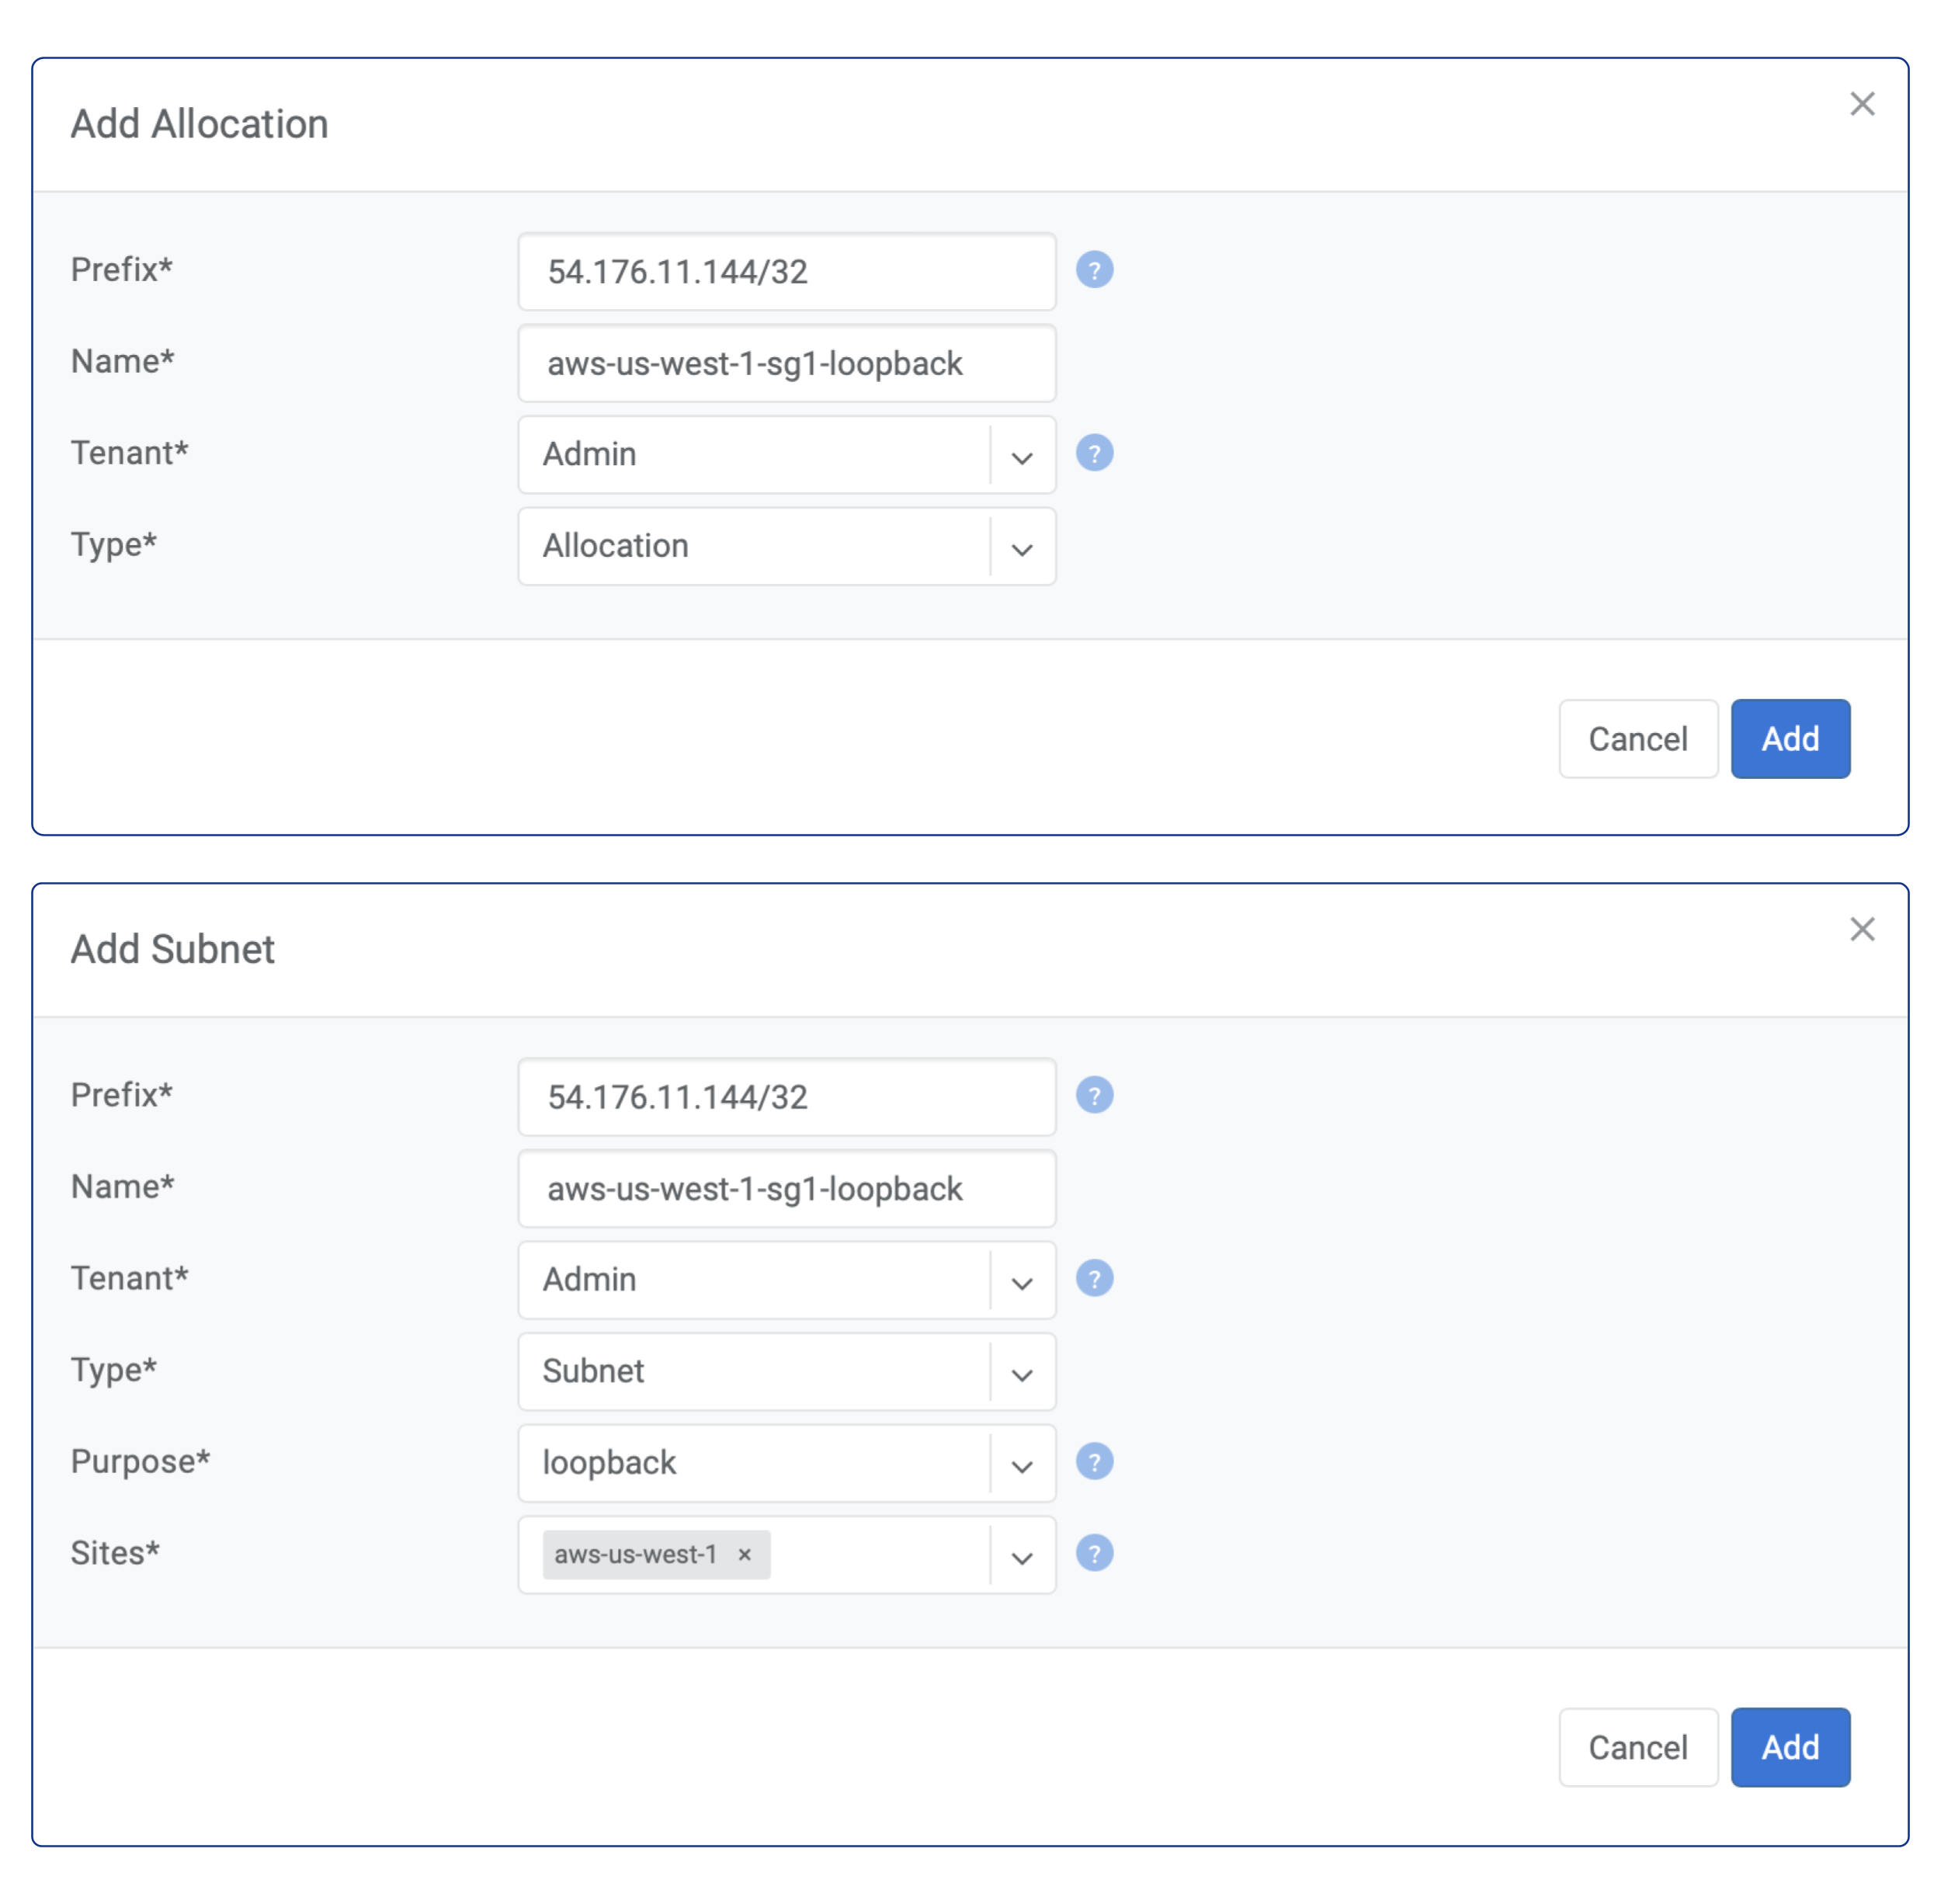 Add Allocation
×
Prefix* 54.176.11.144/32 ?
Name* aws-us-west-1-sg1-loopback
Tenant* Admin ?
Type* Allocation
Cancel Add
Add Subnet
×
Prefix* 54.176.11.144/32 ?
Name* aws-us-west-1-sg1-loopback
Tenant* Admin ?
Type* Subnet
Purpose* loopback ?
Sites* aws-us-west-1 × ?
Cancel Add